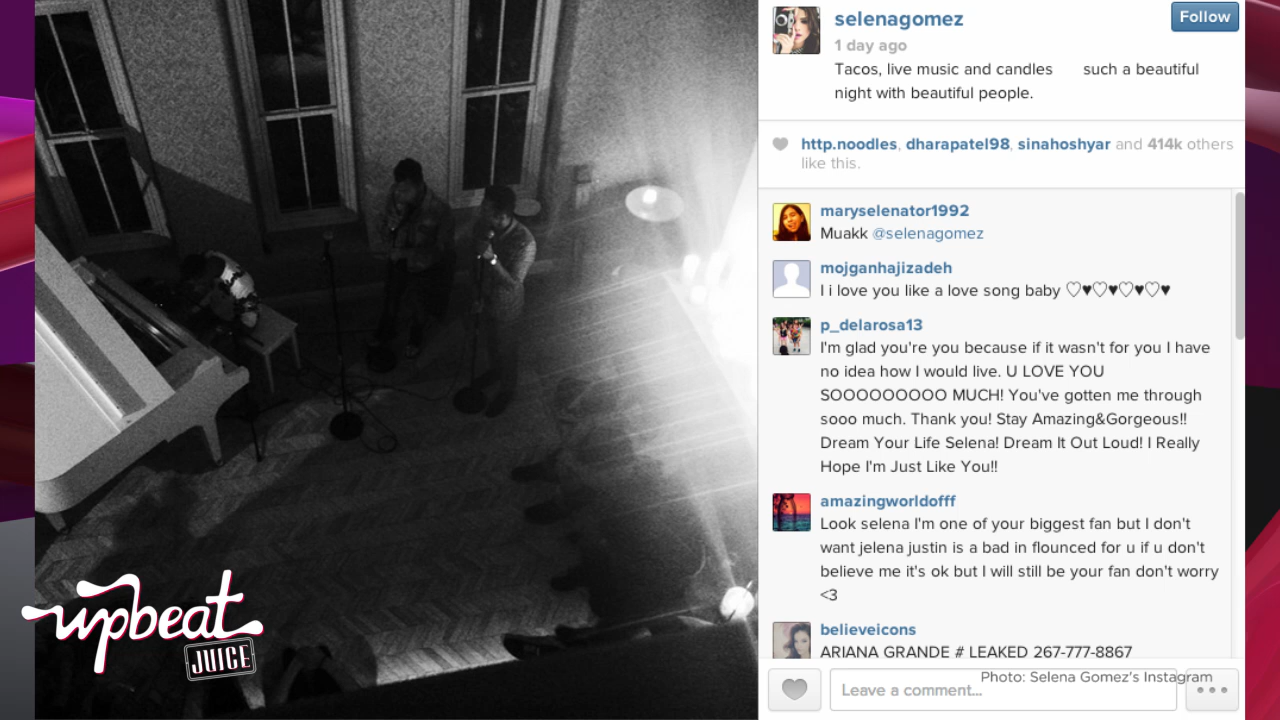 selenagomez
Follow
1 day ago
Tacos, live music and candles such a beautiful
night with beautiful people.
http.noodles, dharapatel98, sinahoshyar and 414k others
like this.
maryselenator1992
Muakk @selenagomez
mojganhajizadeh
I i love you like a love song baby ♡♥♡♥♡♥♡♥
p_delarosa13
I'm glad you're you because if it wasn't for you I have
no idea how I would live. U LOVE YOU
SOOOOOOOOO MUCH! You've gotten me through
sooo much. Thank you! Stay Amazing&Gorgeous!!
Dream Your Life Selena! Dream It Out Loud! I Really
Hope I'm Just Like You!!
amazingworldofff
Look selena I'm one of your biggest fan but I don't
want jelena justin is a bad in flounced for u if u don't
believe me it's ok but I will still be your fan don't worry
<3
believeicons
ARIANA GRANDE # LEAKED 267-777-8867
Photo: Selena Gomez's Instagram
Leave a comment...
upbeat
JUICE